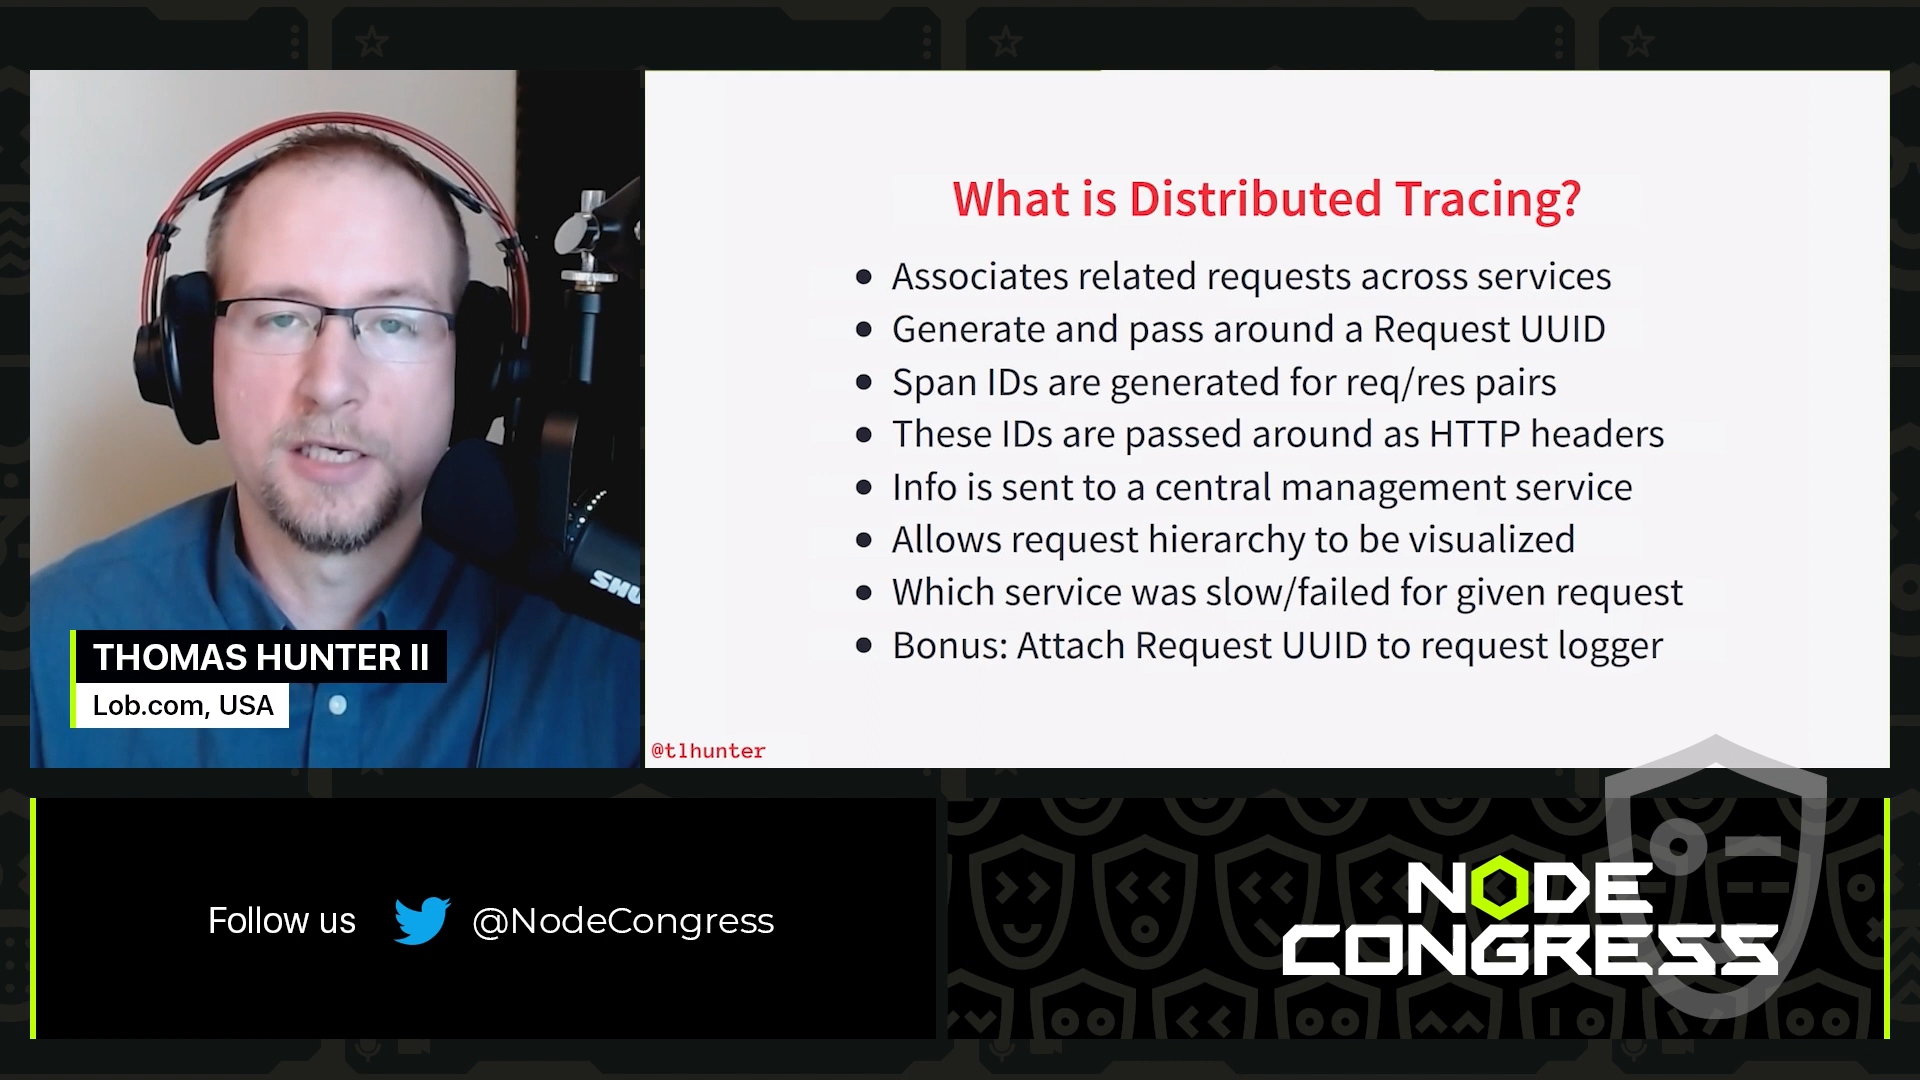 What is Distributed Tracing?
• Associates related requests across services
• Generate and pass around a Request UUID
• Span IDs are generated for req/res pairs
• These IDs are passed around as HTTP headers
• Info is sent to a central management service
• Allows request hierarchy to be visualized
• Which service was slow/failed for given request
• Bonus: Attach Request UUID to request logger
@tlhunter
THOMAS HUNTER II
Lob.com, USA
Follow us @NodeCongress
NODE
CONGRESS